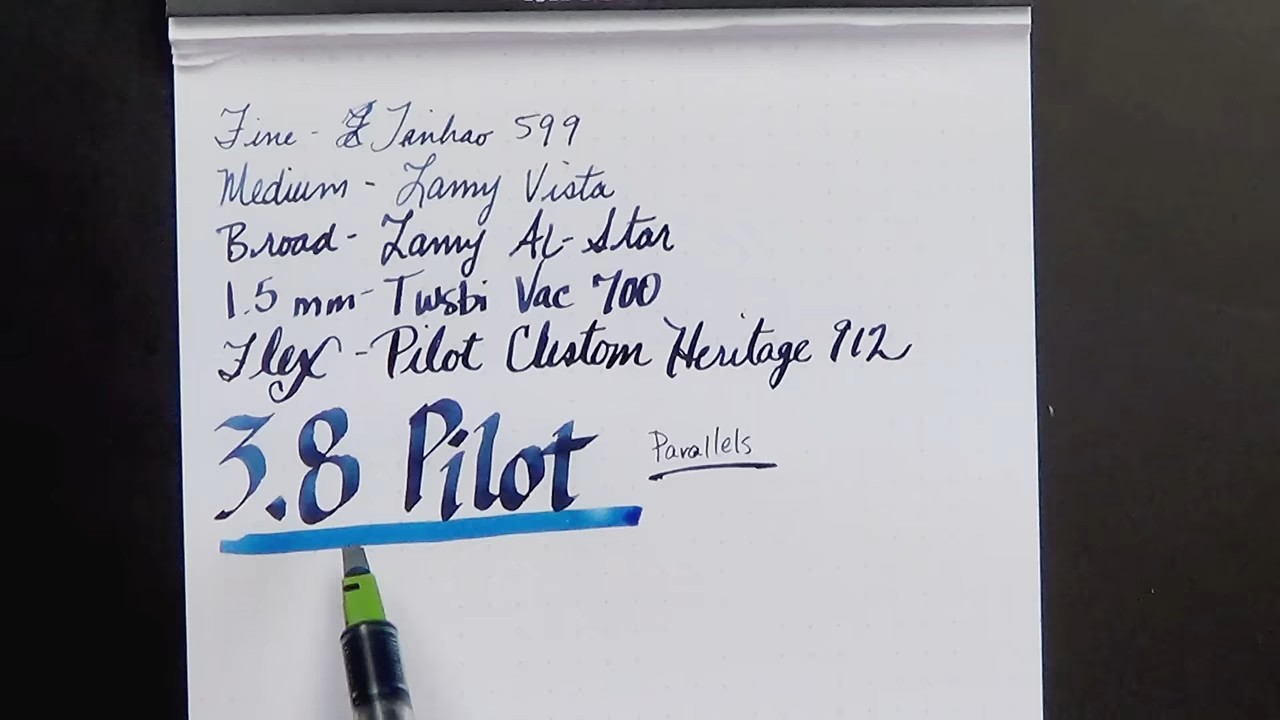 Fine - Jinhao 599
Medium - Lamy Vista
Broad - Lamy Al-Star
1.5 mm - Twsbi Vac 700
Flex - Pilot Custom Heritage 912
3.8 Pilot Parallels